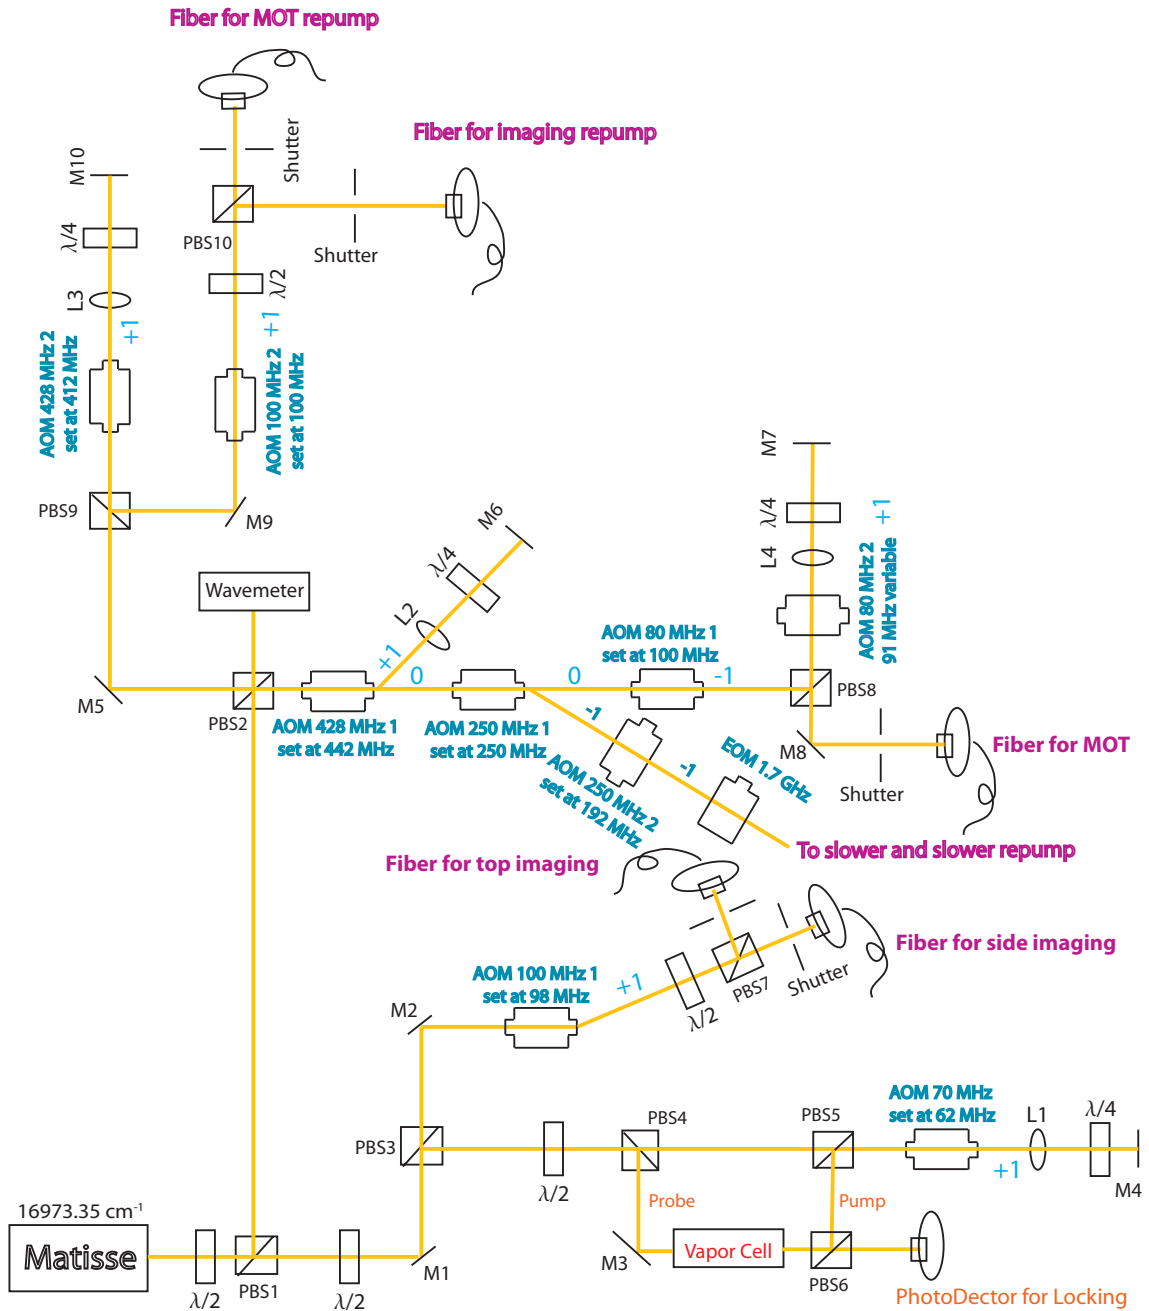 Fiber for MOT repump
Shutter
Fiber for imaging repump
M10
PBS10
Shutter
λ/4
λ/2
L3
+1
+1
AOM 428 MHz 2
set at 412 MHz
AOM 100 MHz 2
set at 100 MHz
PBS9
M9
M7
M6
λ/4
+1
λ/4
L4
Wavemeter
L2
AOM 80 MHz 2
91 MHz variable
AOM 80 MHz 1
set at 100 MHz
+1
0
0
-1
PBS8
M5
PBS2
AOM 428 MHz 1
set at 442 MHz
AOM 250 MHz 1
set at 250 MHz
-1
M8
Fiber for MOT
-1
EOM 1.7 GHz
AOM 250 MHz 2
set at 192 MHz
Shutter
To slower and slower repump
Fiber for top imaging
Fiber for side imaging
AOM 100 MHz 1
set at 98 MHz
+1
PBS7
Shutter
M2
λ/2
AOM 70 MHz
set at 62 MHz
PBS4
PBS5
L1
λ/4
PBS3
λ/2
+1
M4
Probe
Pump
16973.35 cm-1
Matisse
M3
Vapor Cell
M1
PBS1
PBS6
λ/2
λ/2
PhotoDector for Locking